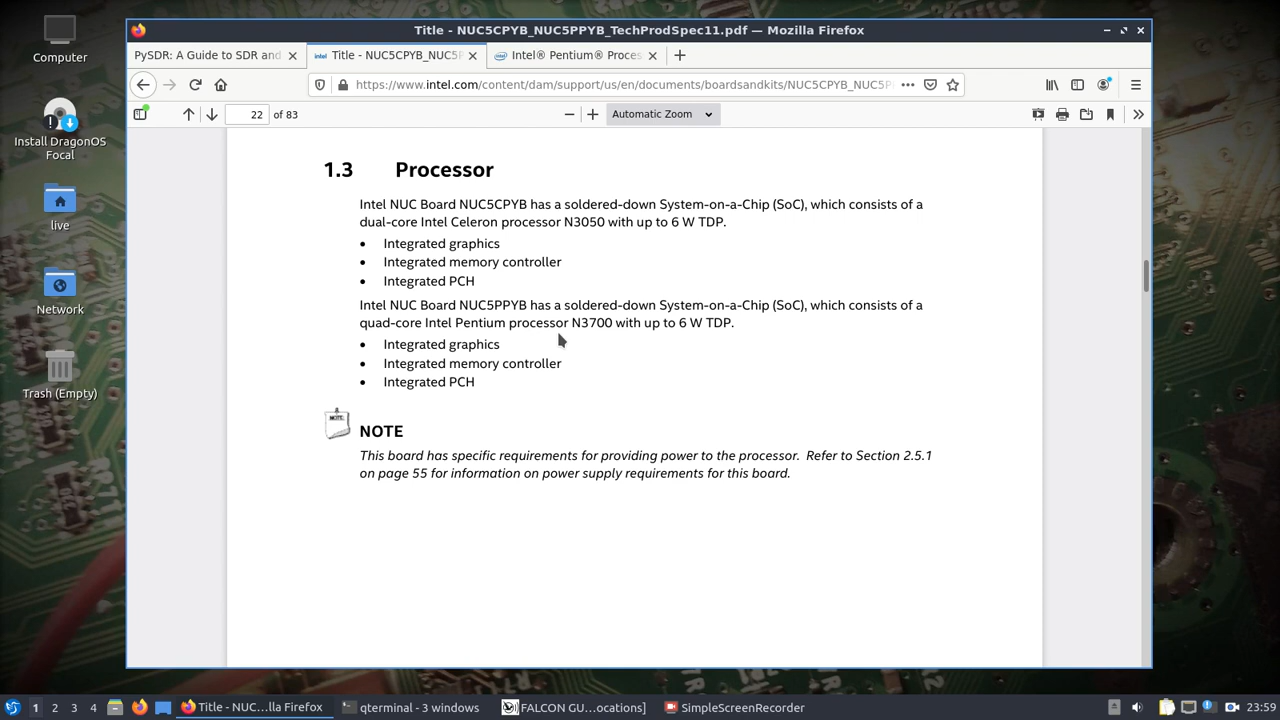 Title - NUC5CPYB_NUC5PPYB_TechProdSpec11.pdf — Mozilla Firefox
PySDR: A Guide to SDR and
intel Title - NUC5CPYB_NUC5P
intel Intel® Pentium® Proces
https://www.intel.com/content/dam/support/us/en/documents/boardsandkits/NUC5CPYB_NUC5P
22 of 83
Automatic Zoom
Computer
Install DragonOS
Focal
live
Network
Trash (Empty)
1.3 Processor
Intel NUC Board NUC5CPYB has a soldered-down System-on-a-Chip (SoC), which consists of a
dual-core Intel Celeron processor N3050 with up to 6 W TDP.
• Integrated graphics
• Integrated memory controller
• Integrated PCH
Intel NUC Board NUC5PPYB has a soldered-down System-on-a-Chip (SoC), which consists of a
quad-core Intel Pentium processor N3700 with up to 6 W TDP.
• Integrated graphics
• Integrated memory controller
• Integrated PCH
NOTE
NOTE
This board has specific requirements for providing power to the processor. Refer to Section 2.5.1
on page 55 for information on power supply requirements for this board.
1 2 3 4
Title - NUC...lla Firefox
qterminal - 3 windows
FALCON GU...ocations]
SimpleScreenRecorder
23:59